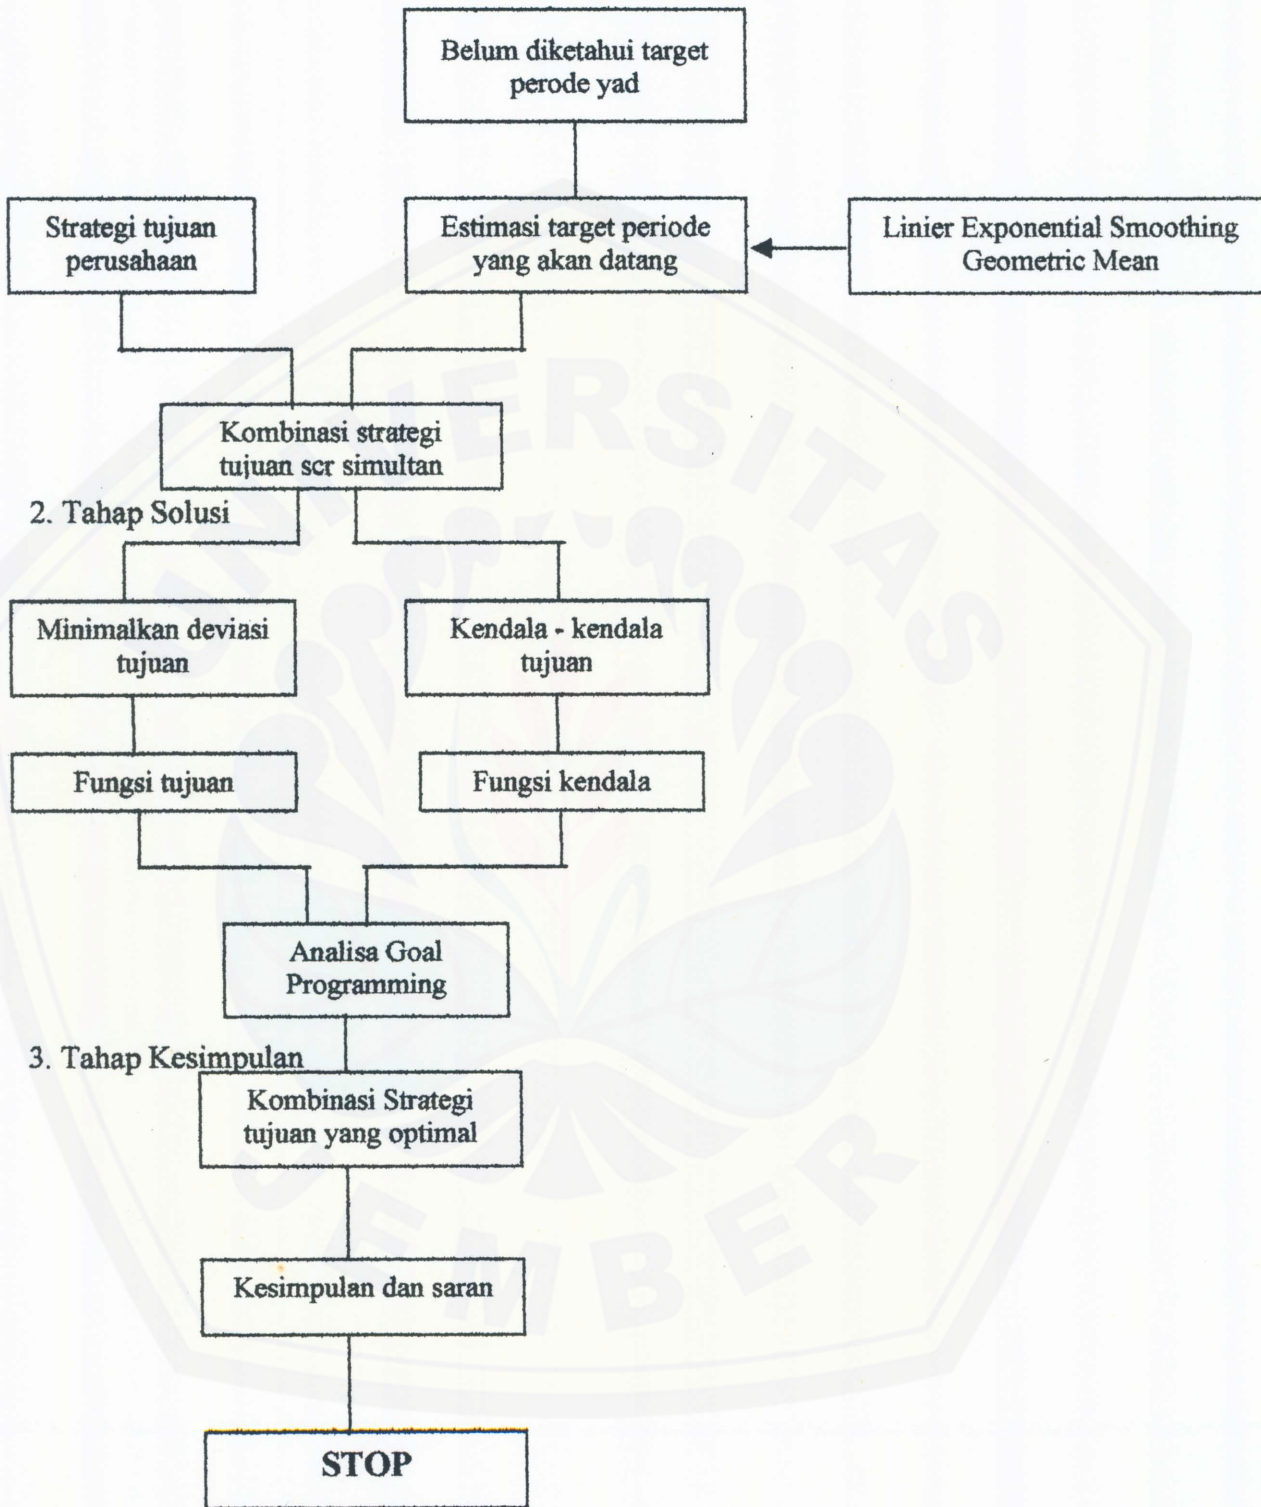 Belum diketahui target
perode yad
Strategi tujuan
perusahaan
Estimasi target periode
yang akan datang
Linier Exponential Smoothing
Geometric Mean
Kombinasi strategi
tujuan scr simultan
2. Tahap Solusi
Minimalkan deviasi
tujuan
Kendala - kendala
tujuan
Fungsi tujuan
Fungsi kendala
Analisa Goal
Programming
3. Tahap Kesimpulan
Kombinasi Strategi
tujuan yang optimal
Kesimpulan dan saran
STOP
UNIVERSITAS
JEMBER